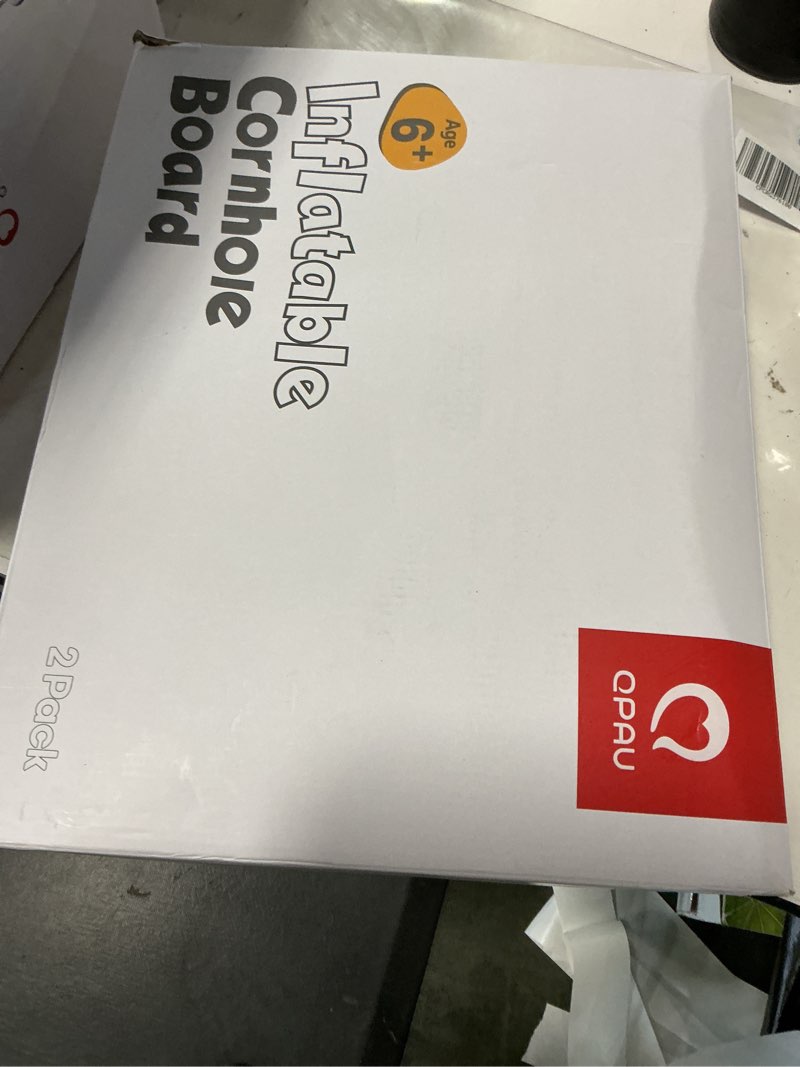 Age
6+
Inflatable
Cornhole
Board
2 Pack
QPAU